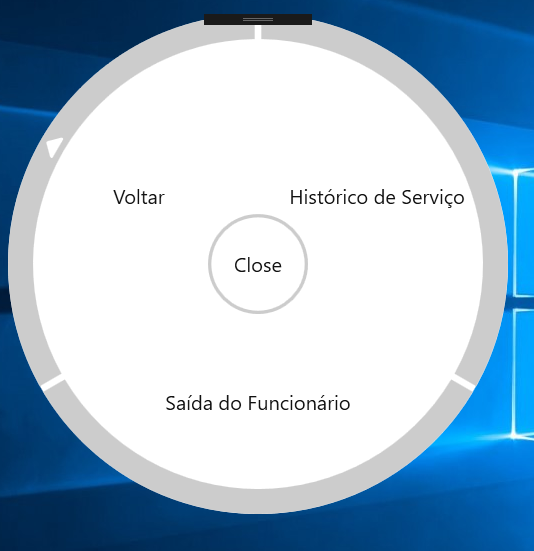 Voltar
Histórico de Serviço
Close
Saída do Funcionário